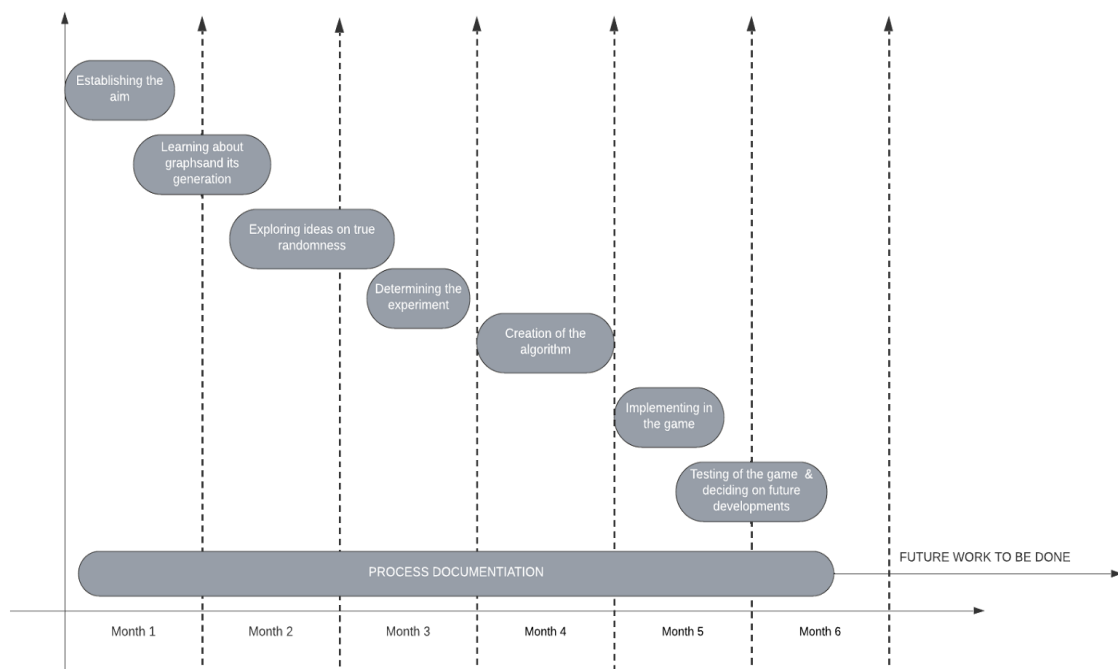 Establishing the
aim
Learning about
graphsand its
generation
Exploring ideas on true
randomness
Determining the
experiment
Creation of the
algorithm
Implementing in
the game
Testing of the game  &
deciding on future
developments
FUTURE WORK TO BE DONE
PROCESS DOCUMENTIATION
Month 1
Month 2
Month 3
Month 4
Month 5
Month 6